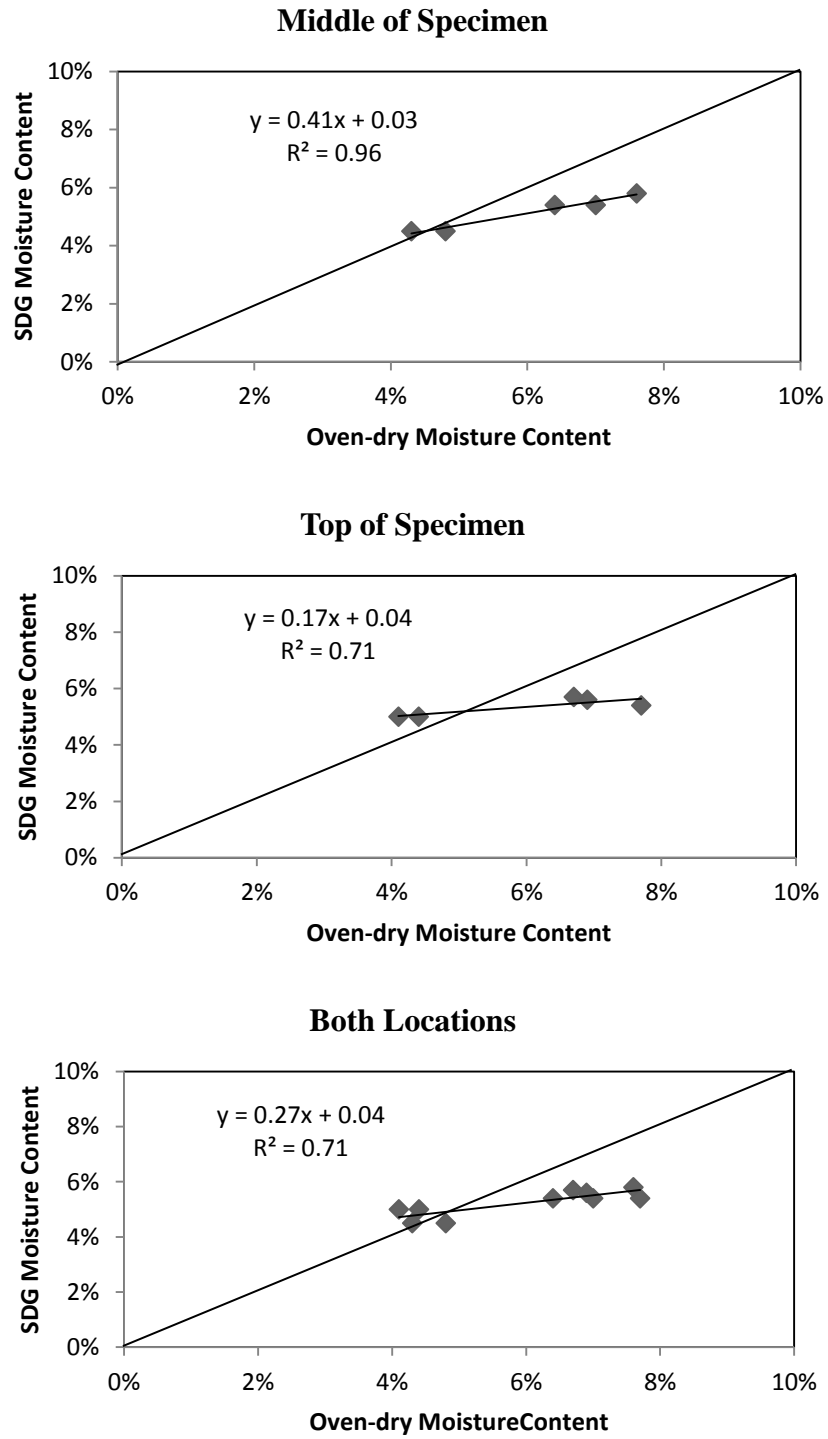 Middle of Specimen
10%
8%
6%
4%
2%
0%
SDG Moisture Content
y = 0.41x + 0.03
R² = 0.96
0% 2% 4% 6% 8% 10%
Oven-dry Moisture Content
Top of Specimen
10%
8%
6%
4%
2%
0%
SDG Moisture Content
y = 0.17x + 0.04
R² = 0.71
0% 2% 4% 6% 8% 10%
Oven-dry Moisture Content
Both Locations
10%
8%
6%
4%
2%
0%
SDG Moisture Content
y = 0.27x + 0.04
R² = 0.71
0% 2% 4% 6% 8% 10%
Oven-dry MoistureContent